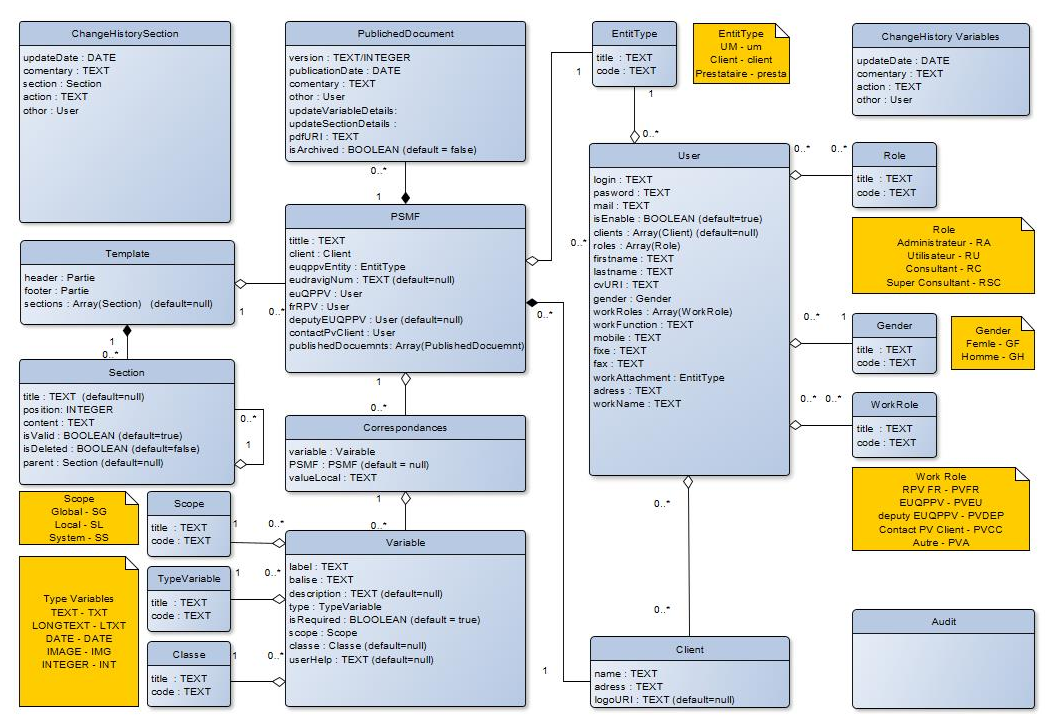 ChangeHistorySection
updateDate : DATE
comentary : TEXT
section : Section
action : TEXT
othor : User
PublichedDocument
version : TEXT/INTEGER
publicationDate : DATE
comentary : TEXT
othor : User
updateVariableDetails:
updateSectionDetails :
pdfURI : TEXT
isArchived : BOOLEAN (default = false)
0..*
1
EntitType
title : TEXT
code : TEXT
1
1
0..*
EntitType
UM - um
Client - client
Prestataire - presta
ChangeHistory Variables
updateDate : DATE
comentary : TEXT
action : TEXT
othor : User
PSMF
tittle : TEXT
client : Client
euqppvEntity : EntitType
eudravigNum : TEXT (default=null)
euQPPV : User
frRPV : User
deputyEUQPPV : User (default=null)
contactPvClient : User
publishedDocuemnts: Array(PublishedDocuemnt)
0..*
0..*
1
User
login : TEXT
pasword : TEXT
mail : TEXT
isEnable : BOOLEAN (default=true)
clients : Array(Client) (default=null)
roles : Array(Role)
firstname : TEXT
lastname : TEXT
cvURI : TEXT
gender : Gender
workRoles : Array(WorkRole)
workFunction : TEXT
mobile : TEXT
fixe : TEXT
fax : TEXT
workAttachment : EntitType
adress : TEXT
workName : TEXT
0..* 0..*
Role
title : TEXT
code : TEXT
Role
Administrateur - RA
Utilisateur - RU
Consultant - RC
Super Consultant - RSC
Template
header : Partie
footer : Partie
sections : Array(Section) (default=null)
1 0..*
1
0..*
0..* 1
Gender
title : TEXT
code : TEXT
Gender
Femle - GF
Homme - GH
Section
title : TEXT (default=null)
position: INTEGER
content : TEXT
isValid : BOOLEAN (default=true)
isDeleted : BOOLEAN (default=false)
parent : Section (default=null)
0..*
1
0..*
Correspondances
variable : Vairable
PSMF : PSMF (default = null)
valueLocal : TEXT
1
0..*
0..* 0..*
WorkRole
title : TEXT
code : TEXT
Work Role
RPV FR - PVFR
EUQPPV - PVEU
deputy EUQPPV - PVDEP
Contact PV Client - PVCC
Autre - PVA
Scope
Global - SG
Local - SL
System - SS
Scope
title : TEXT
code : TEXT
1 0..*
Type Variables
TEXT - TXT
LONGTEXT - LTXT
DATE - DATE
IMAGE - IMG
INTEGER - INT
TypeVariable
title : TEXT
code : TEXT
1 0..*
Classe
title : TEXT
code : TEXT
1 0..*
Variable
label : TEXT
balise : TEXT
description : TEXT (default=null)
type : TypeVariable
isRequired : BLOOLEAN (default = true)
scope : Scope
classe : Classe (default=null)
userHelp : TEXT (default=null)
0..*
0..*
1
Client
name : TEXT
adress : TEXT
logoURI : TEXT (default=null)
Audit